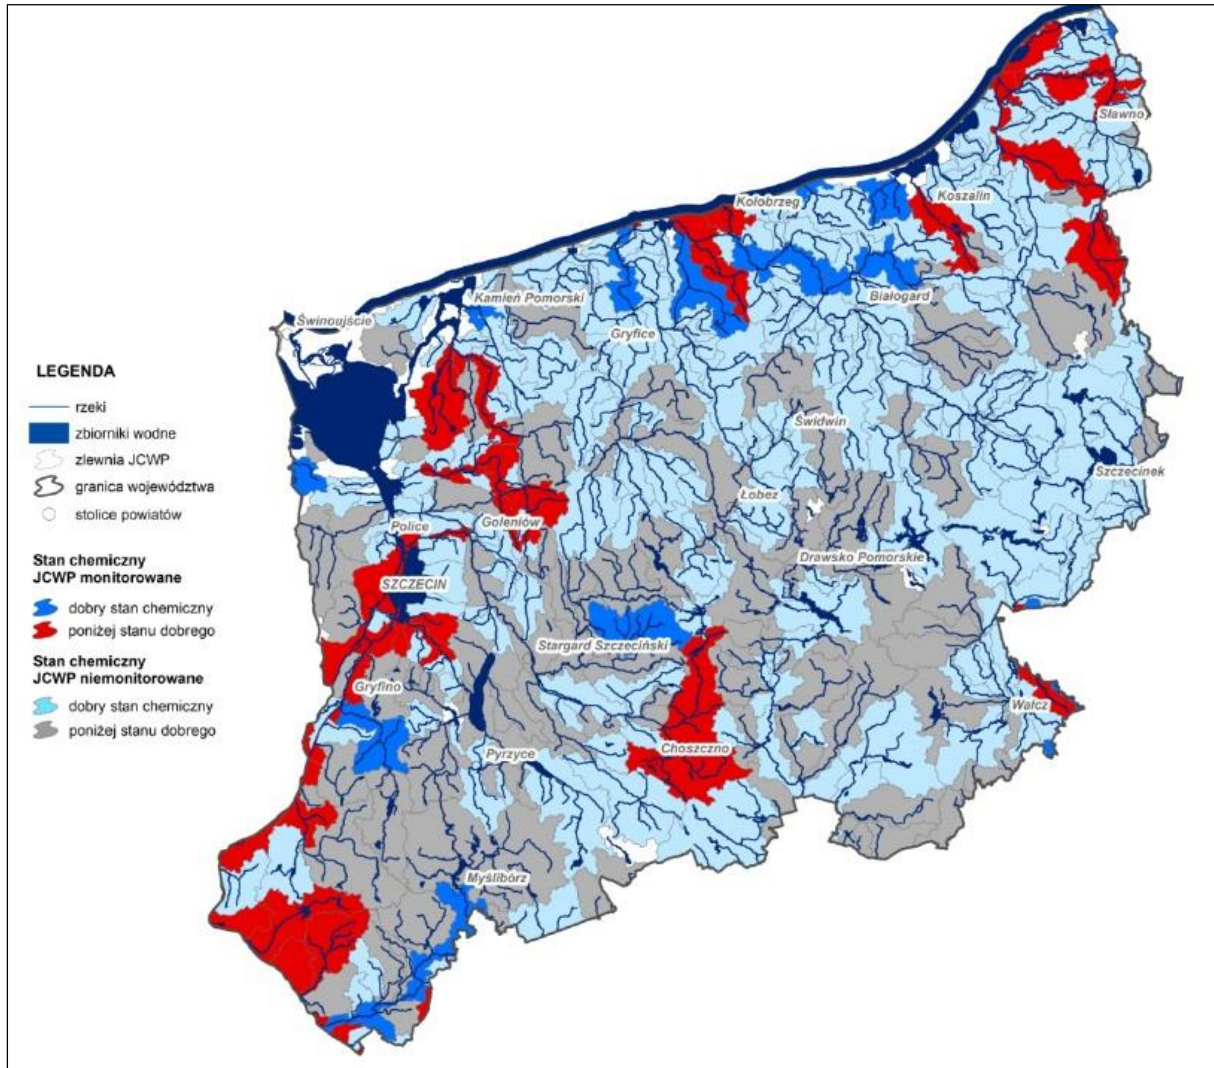 Sławno
Koszalin
Kołobrzeg
Białogard
Kamień Pomorski
Świnoujście
Gryfice
LEGENDA
rzeki
zbiorniki wodne
zlewnia JCWP
granica województwa
stolice powiatów
Stan chemiczny
JCWP monitorowane
dobry stan chemiczny
poniżej stanu dobrego
Stan chemiczny
JCWP niemonitorowane
dobry stan chemiczny
poniżej stanu dobrego
Świdwin
Szczecinek
Łobez
Police
Goleniów
Drawsko Pomorskie
SZCZECIN
Stargard Szczeciński
Gryfino
Wałcz
Choszczno
Pyrzyce
Myślibórz